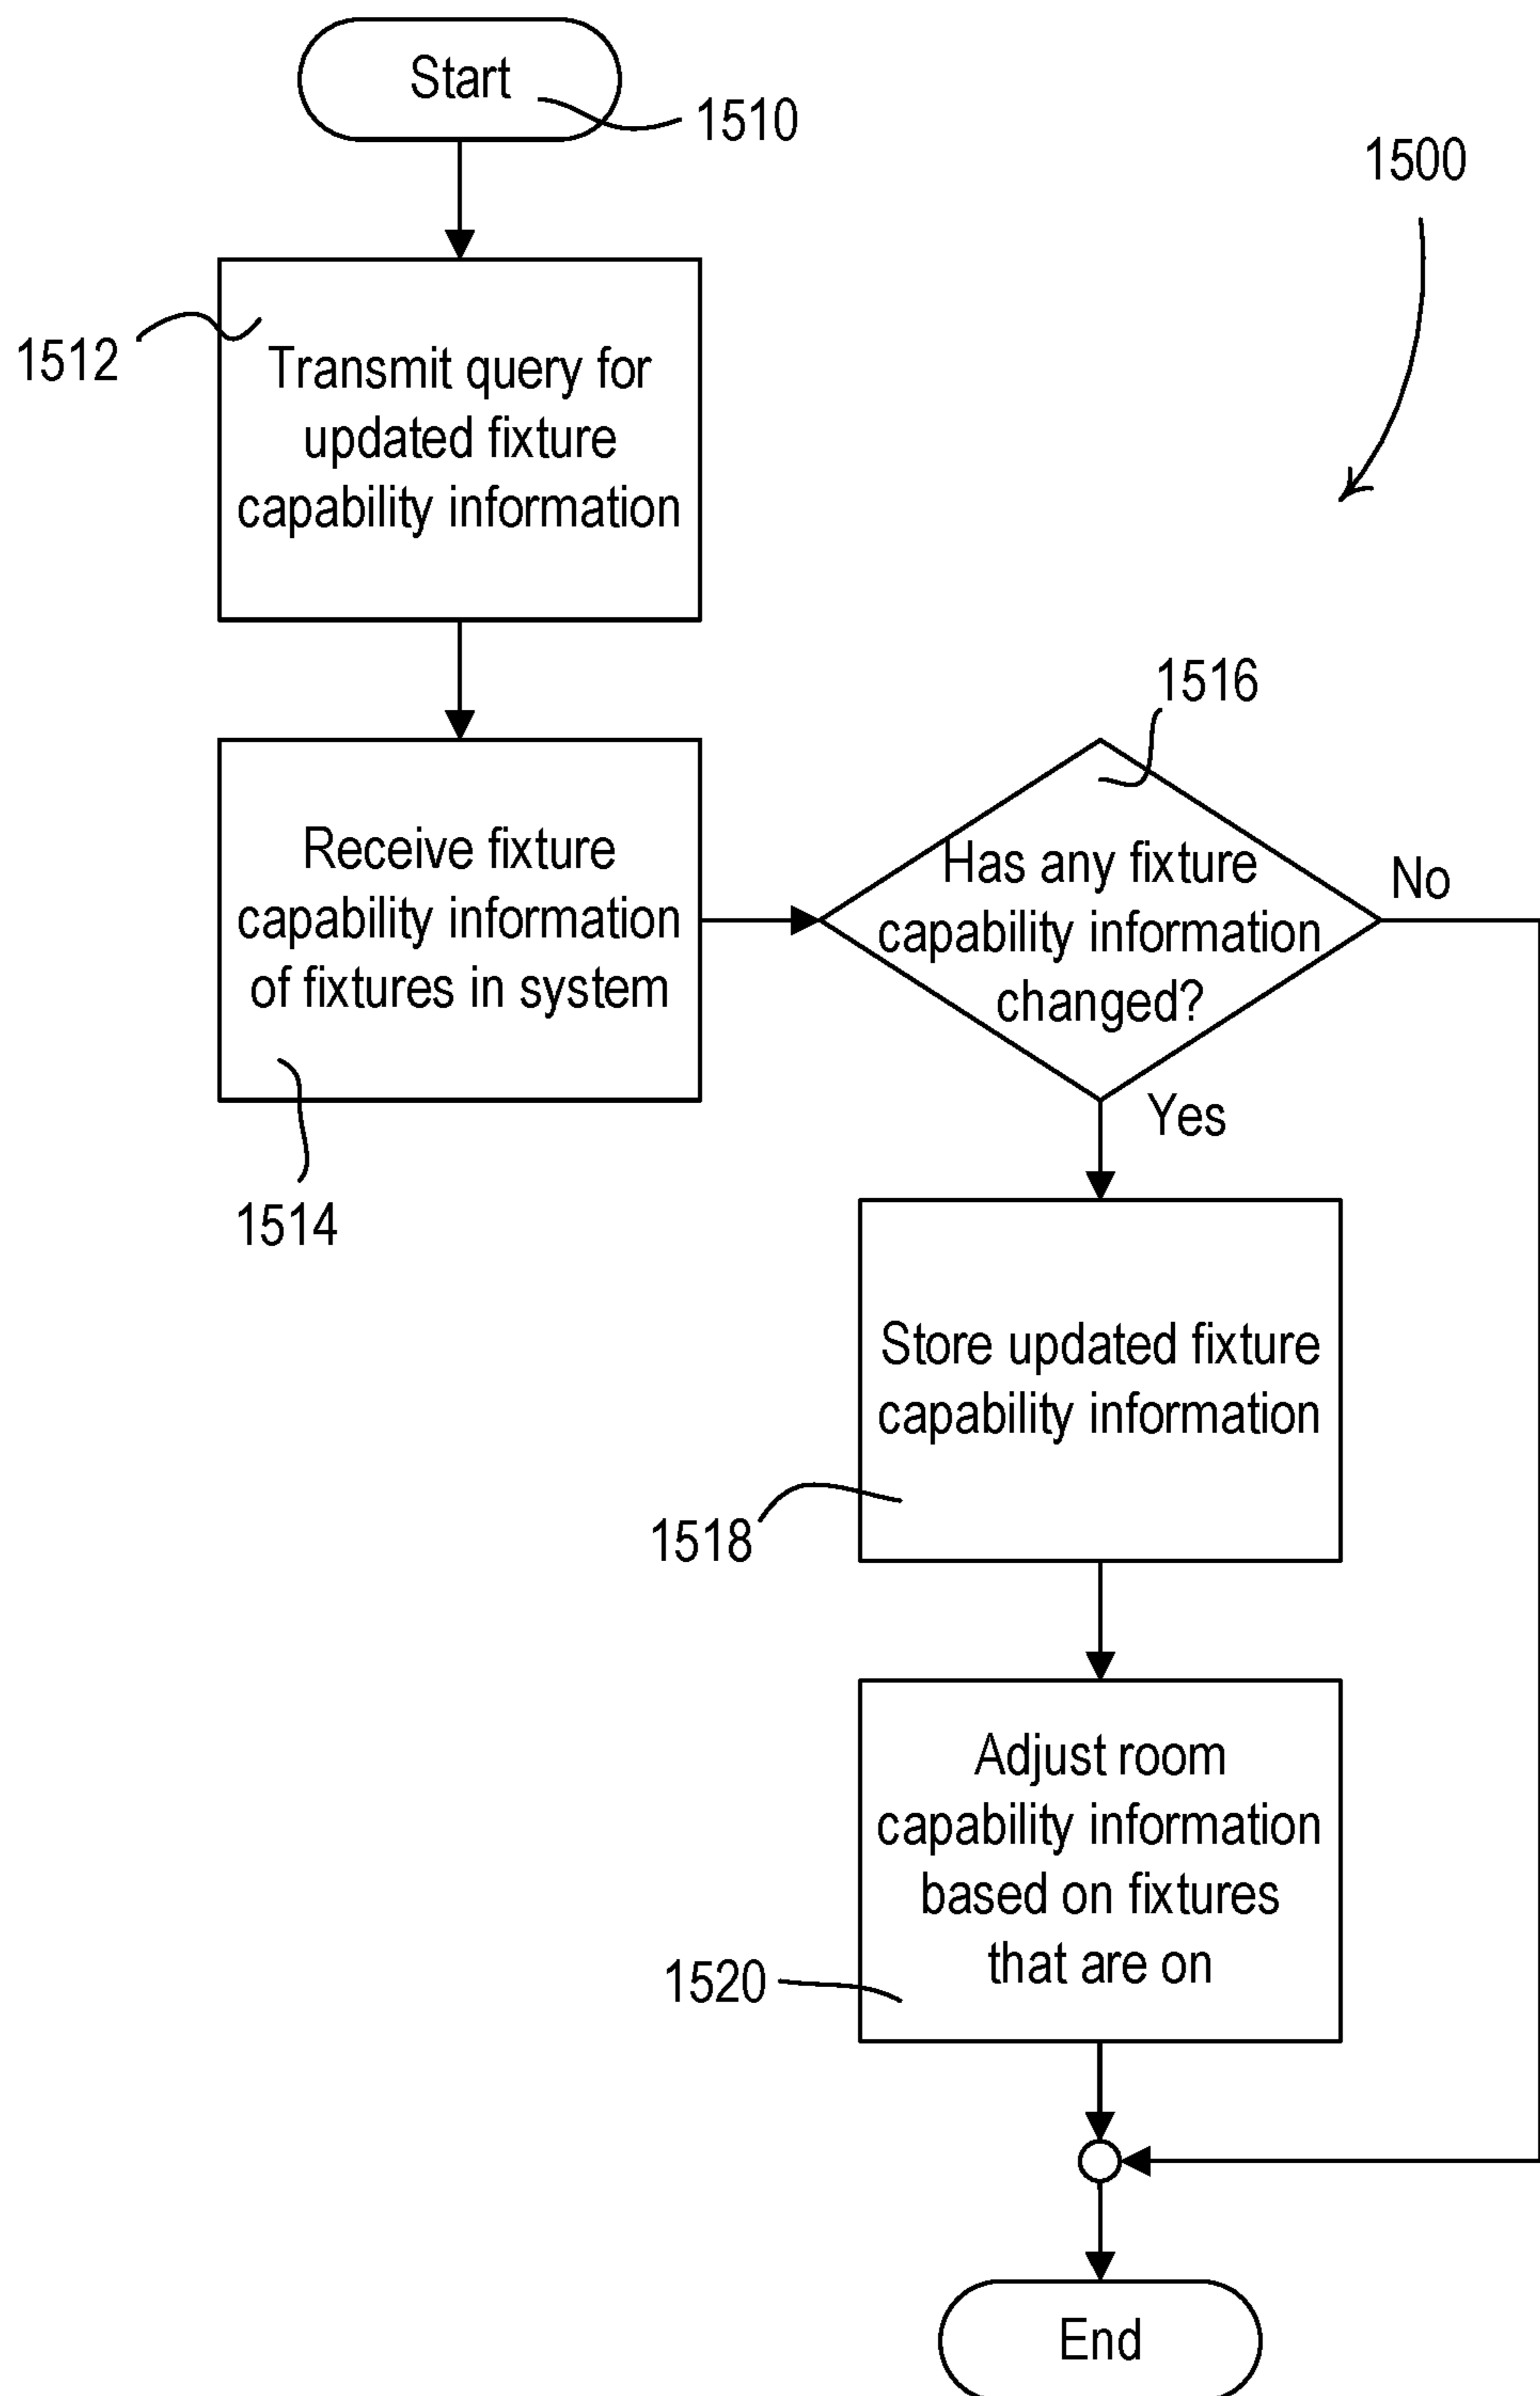 Start
1510
1500
1512
Transmit query for
updated fixture
capability information
1516
Receive fixture
capability information
of fixtures in system
1514
Has any fixture
capability information
changed?
No
Yes
Store updated fixture
capability information
1518
Adjust room
capability information
based on fixtures
that are on
1520
End